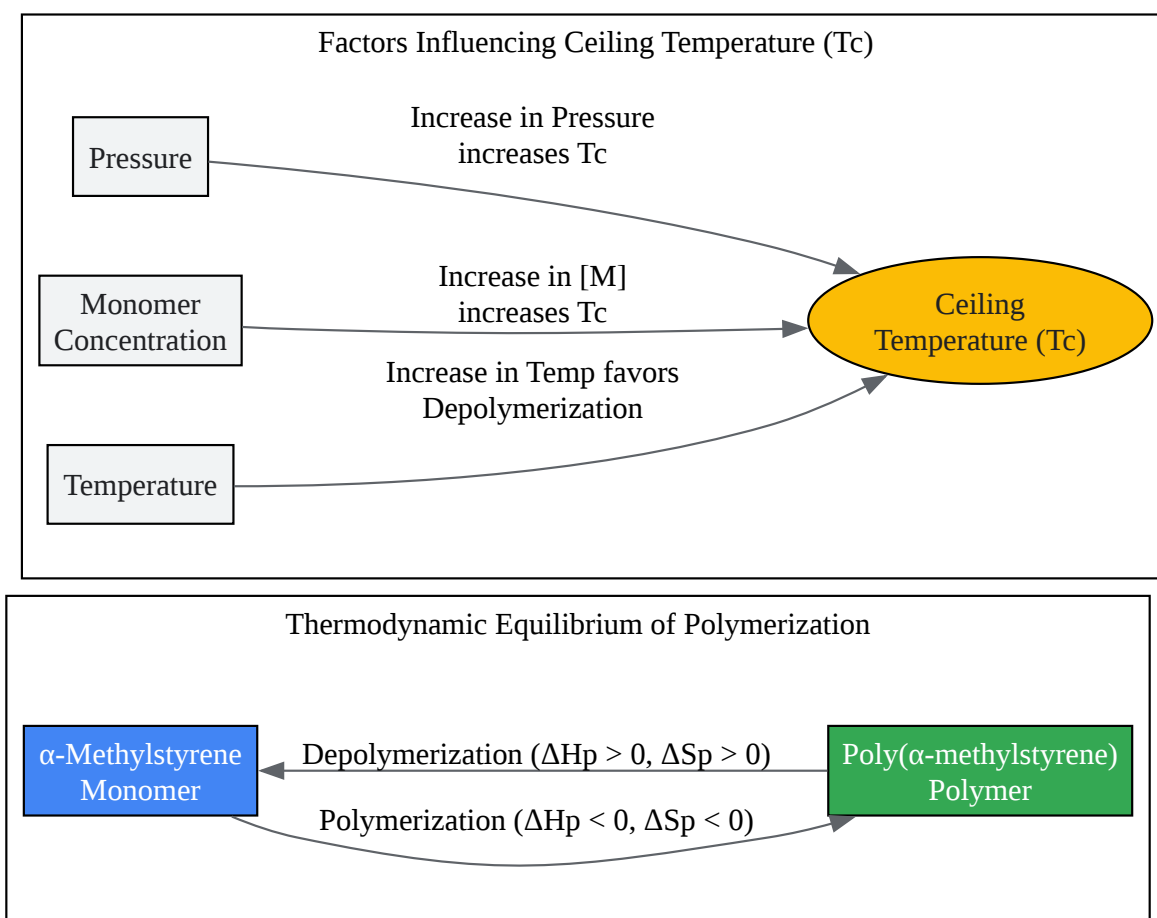 Factors Influencing Ceiling Temperature (Tc)
Pressure
Increase in Pressure
increases Tc
Monomer
Concentration
Increase in [M]
increases Tc
Ceiling
Temperature (Tc)
Increase in Temp favors
Depolymerization
Temperature
Thermodynamic Equilibrium of Polymerization
α-Methylstyrene
Monomer
Depolymerization (ΔHp > 0, ΔSp > 0)
Polymerization (ΔHp < 0, ΔSp < 0)
Poly(α-methylstyrene)
Polymer